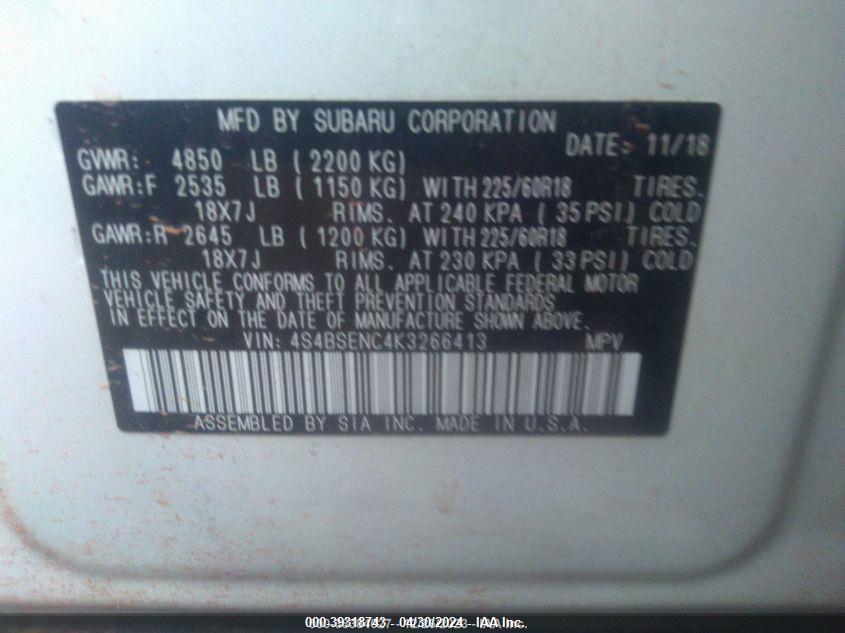 MFD BY SUBARU CORPORATION
DATE: 11/18
GVWR: 4850 LB ( 2200 KG)
GAWR:F 2535 LB ( 1150 KG) WITH 225/60R18 TIRES.
18X7J RIMS. AT 240 KPA ( 35 PSI) COLD
GAWR:R 2645 LB ( 1200 KG) WITH 225/60R18 TIRES.
18X7J RIMS. AT 230 KPA ( 33 PSI) COLD
THIS VEHICLE CONFORMS TO ALL APPLICABLE FEDERAL MOTOR
VEHICLE SAFETY AND THEFT PREVENTION STANDARDS
IN EFFECT ON THE DATE OF MANUFACTURE SHOWN ABOVE.
VIN: 4S4BSENC4K3266413 MPV
ASSEMBLED BY SIA INC. MADE IN U.S.A.
000-39318743 - 04/30/2024 - IAA Inc.